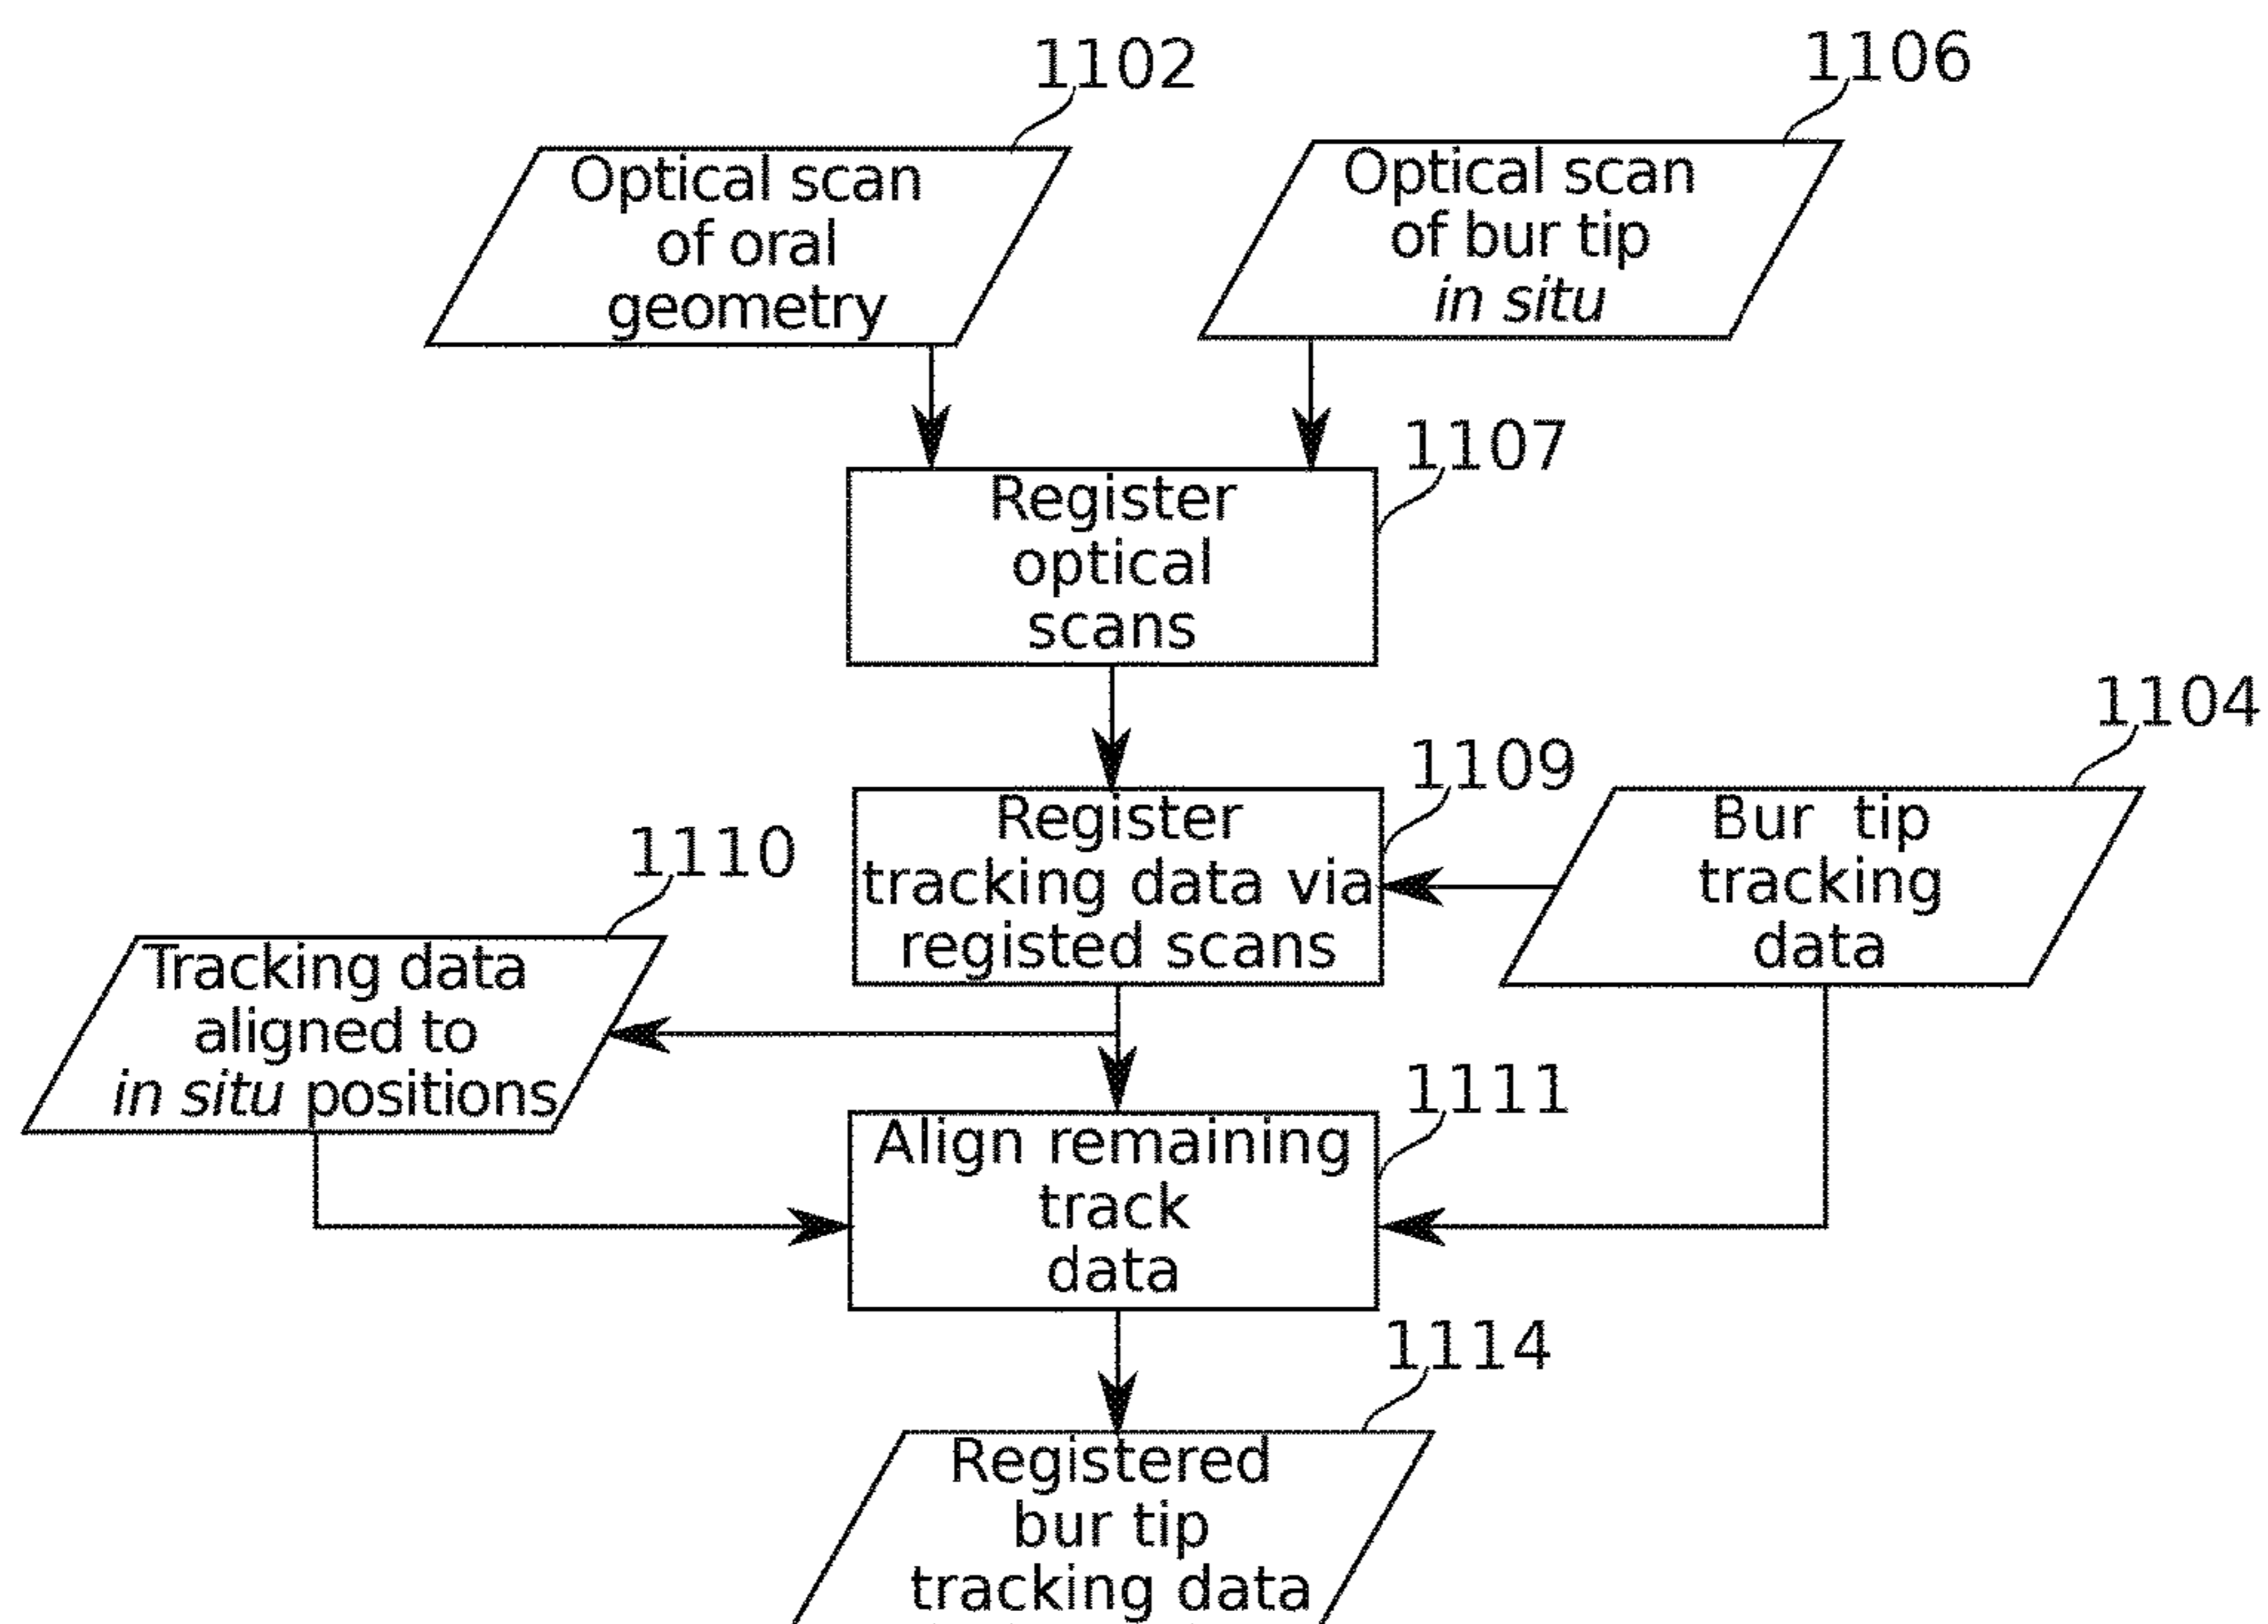 1102
Optical scan
of oral
geometry
1106
Optical scan
of bur tip
in situ
1107
Register
optical
scans
1109
Register
tracking data via
registed scans
1104
Bur tip
tracking
data
1110
Tracking data
aligned to
in situ positions
1111
Align remaining
track
data
1114
Registered
bur tip
tracking data